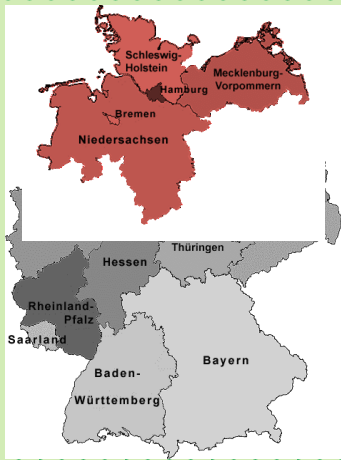 Schleswig-
Holstein
Mecklenburg-
Vorpommern
Hamburg
Bremen
Niedersachsen
Thüringen
Hessen
Rheinland-
Pfalz
Saarland
Bayern
Baden-
Württemberg